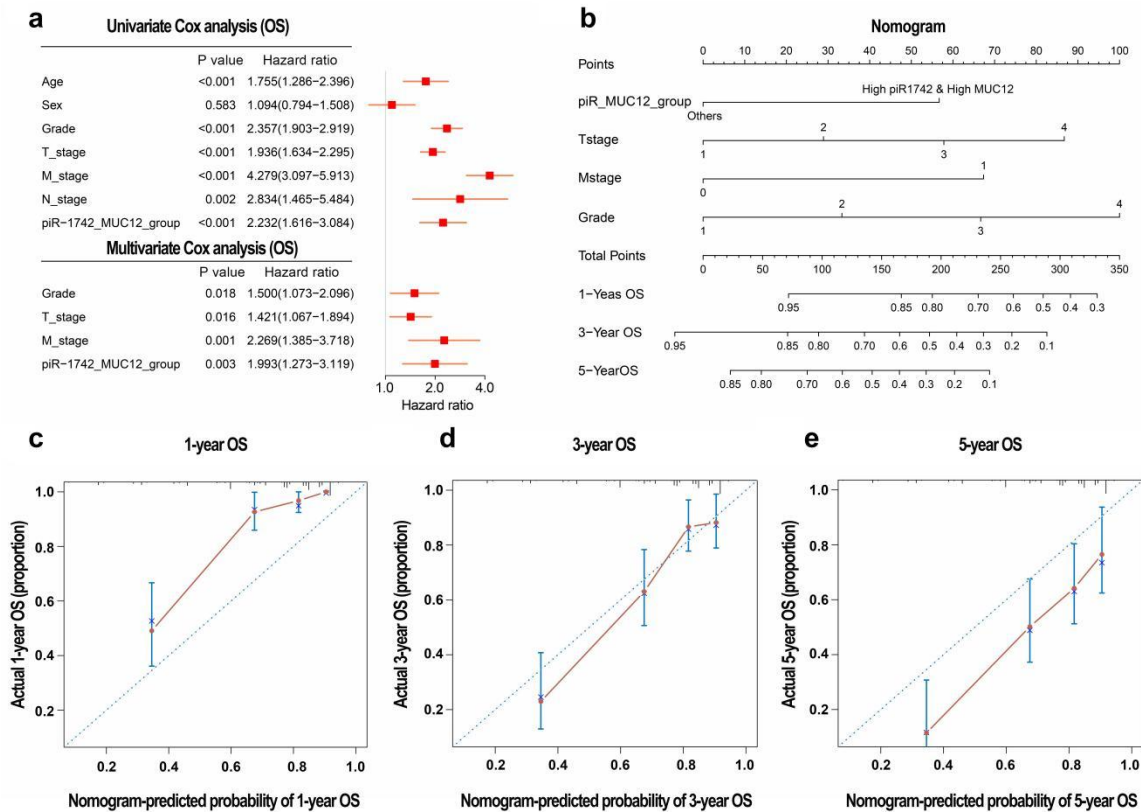 a
Univariate Cox analysis (OS)
P value Hazard ratio
Age <0.001 1.755(1.286−2.396)
Sex 0.583 1.094(0.794−1.508)
Grade <0.001 2.357(1.903−2.919)
T_stage <0.001 1.936(1.634−2.295)
M_stage <0.001 4.279(3.097−5.913)
N_stage 0.002 2.834(1.465−5.484)
piR−1742_MUC12_group <0.001 2.232(1.616−3.084)
Multivariate Cox analysis (OS)
P value Hazard ratio
Grade 0.018 1.500(1.073−2.096)
T_stage 0.016 1.421(1.067−1.894)
M_stage 0.001 2.269(1.385−3.718)
piR−1742_MUC12_group 0.003 1.993(1.273−3.119)
1.0 2.0 4.0
Hazard ratio
b
Nomogram
0 10 20 30 40 50 60 70 80 90 100
Points
High piR1742 & High MUC12
piR_MUC12_group
Others
2 4
Tstage
1 3
1
Mstage
0
2 4
Grade
1 3
Total Points
0 50 100 150 200 250 300 350
1-Yeas OS
0.95 0.85 0.80 0.70 0.6 0.5 0.4 0.3
3-Year OS
0.95 0.85 0.80 0.70 0.6 0.5 0.4 0.3 0.2 0.1
5-YearOS
0.85 0.80 0.70 0.6 0.5 0.4 0.3 0.2 0.1
c
1-year OS
Actual 1-year OS (proportion)
1.0
0.8
0.6
0.4
0.2
0.2 0.4 0.6 0.8 1.0
Nomogram-predicted probability of 1-year OS
d
3-year OS
Actual 3-year OS (proportion)
1.0
0.8
0.6
0.4
0.2
0.2 0.4 0.6 0.8 1.0
Nomogram-predicted probability of 3-year OS
e
5-year OS
Actual 5-year OS (proportion)
1.0
0.8
0.6
0.4
0.2
0.2 0.4 0.6 0.8 1.0
Nomogram-predicted probability of 5-year OS